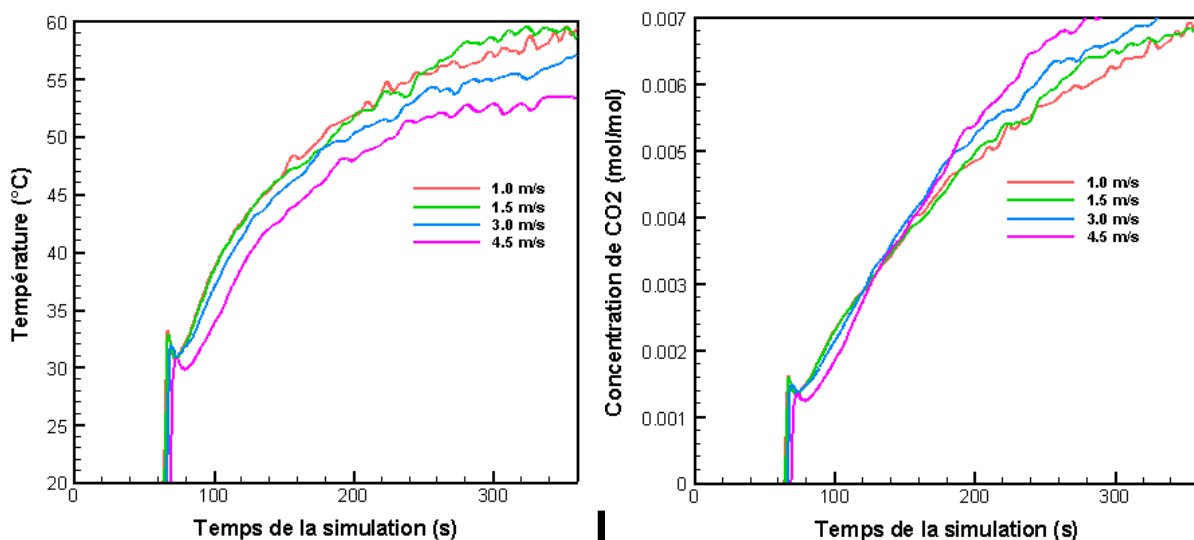 Température (°C)
60
55
50
45
40
35
30
25
20
0
100
200
300
Temps de la simulation (s)
1.0 m/s
1.5 m/s
3.0 m/s
4.5 m/s
Concentration de CO2 (mol/mol)
0.007
0.006
0.005
0.004
0.003
0.002
0.001
0
0
100
200
300
Temps de la simulation (s)
1.0 m/s
1.5 m/s
3.0 m/s
4.5 m/s